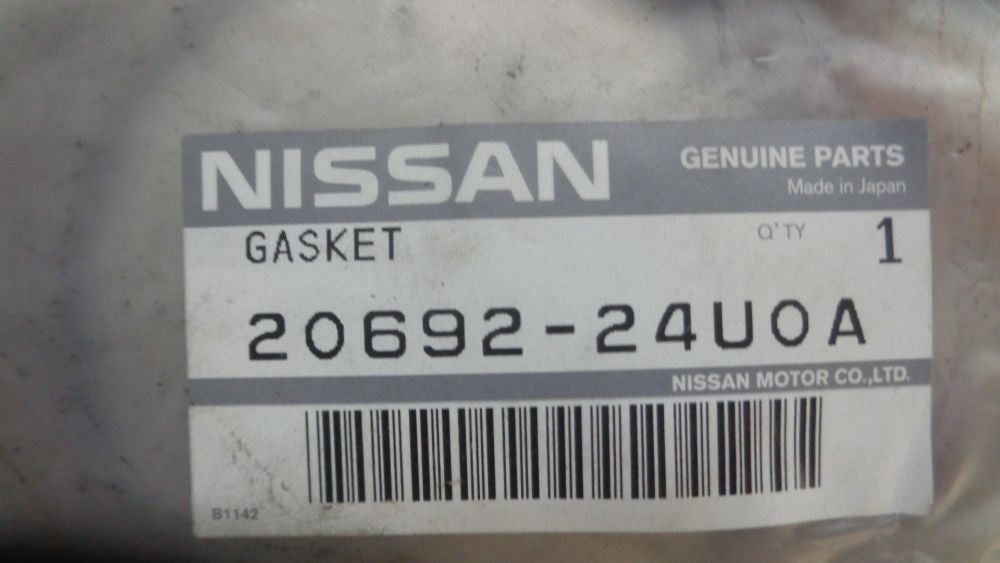 NISSAN GENUINE PARTS
Made in Japan
GASKET Q'TY 1
20692-24U0A
NISSAN MOTOR CO.,LTD.
B1142